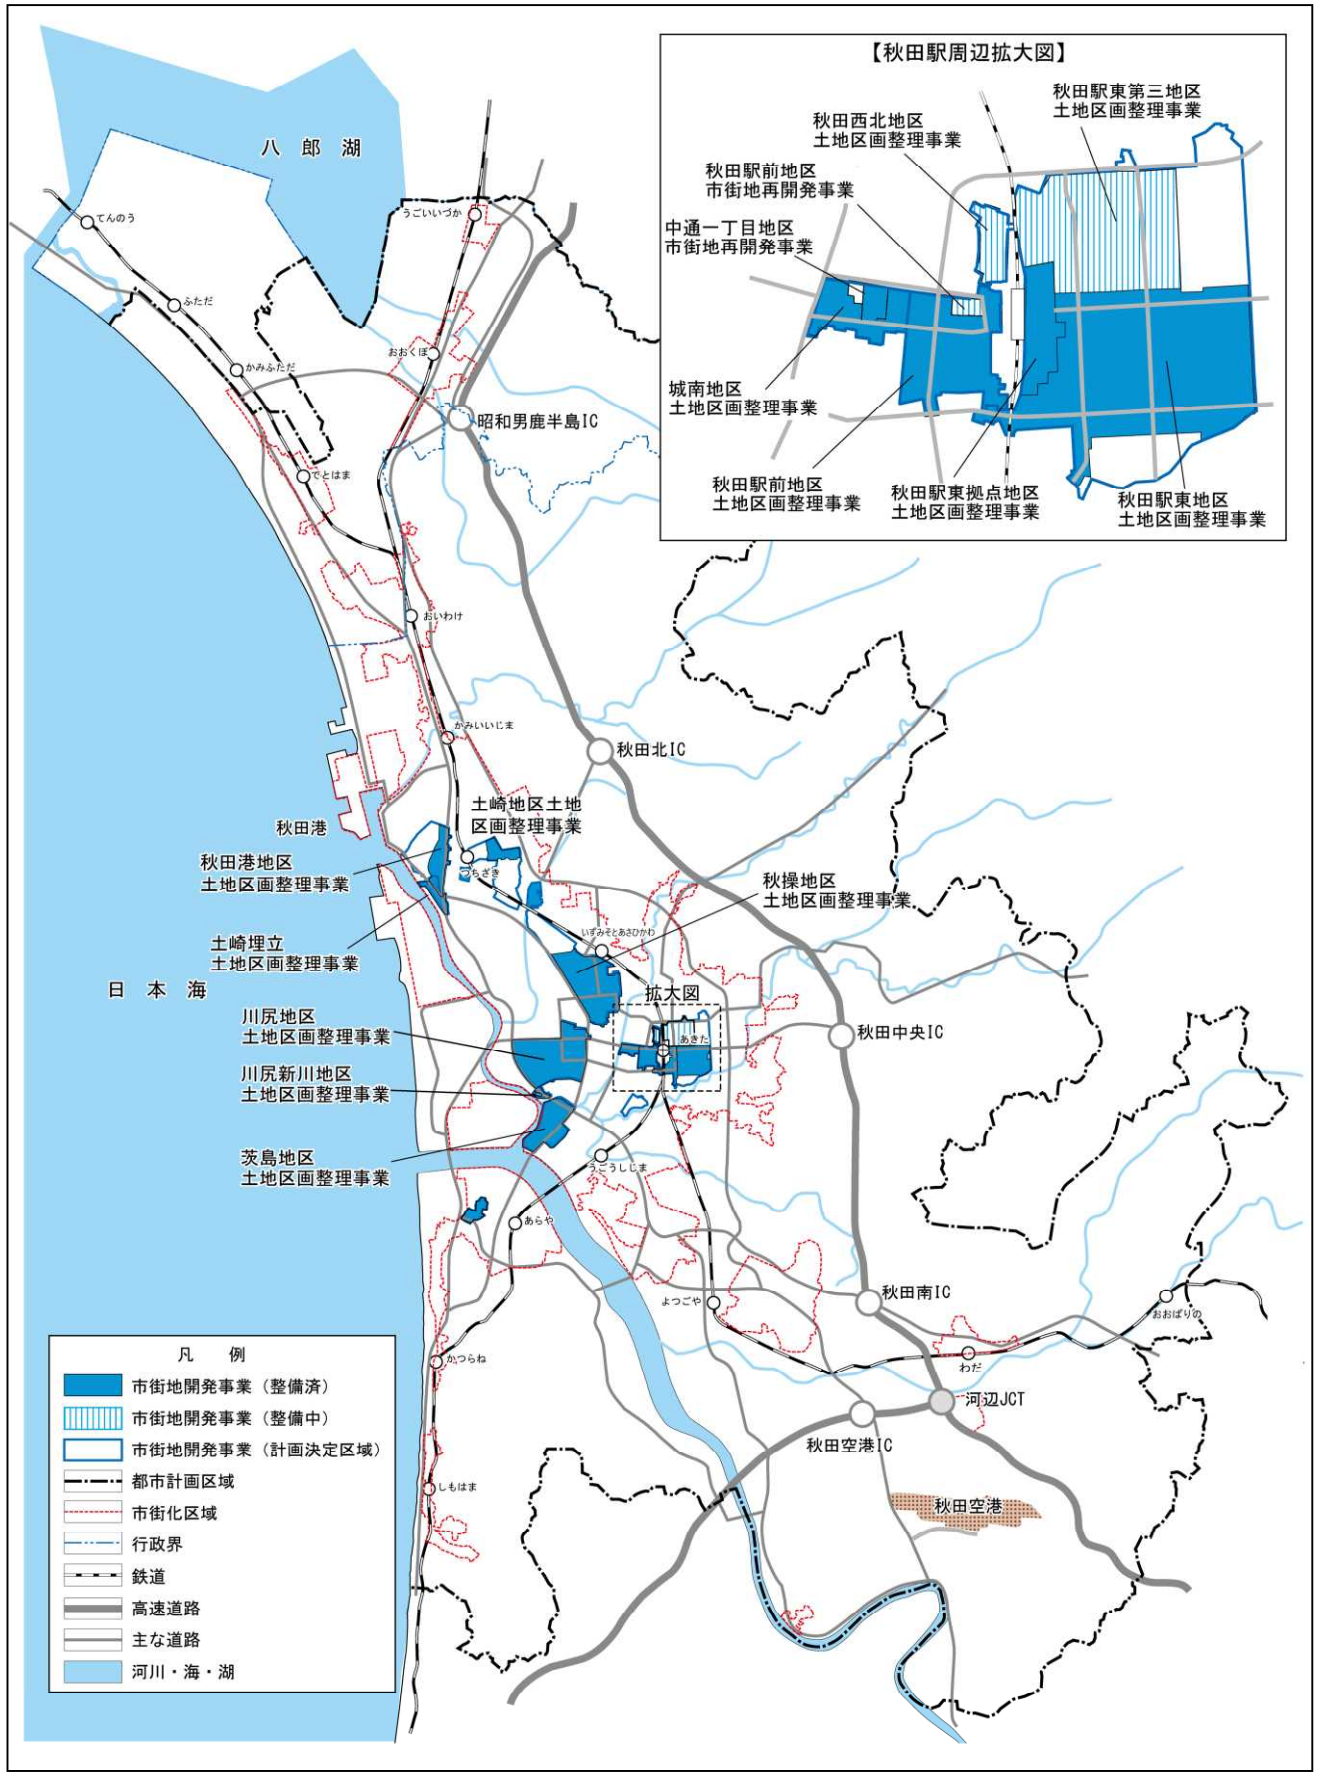 【秋田駅周辺拡大図】
秋田駅東第三地区
土地区画整理事業
秋田西北地区
土地区画整理事業
秋田駅前地区
市街地再開発事業
中通一丁目地区
市街地再開発事業
城南地区
土地区画整理事業
秋田駅前地区
土地区画整理事業
秋田駅東拠点地区
土地区画整理事業
秋田駅東地区
土地区画整理事業
八郎湖
てんのう
うごいいづか
ふただ
おおくぼ
かみふただ
昭和男鹿半島IC
でとはま
おいわけ
かみいいじま
秋田北IC
土崎地区土地
区画整理事業
秋田港
秋田港地区
土地区画整理事業
つちざき
秋操地区
土地区画整理事業
土崎埋立
土地区画整理事業
いずみそとあさひかわ
日本海
拡大図
川尻地区
土地区画整理事業
あきた
秋田中央IC
川尻新川地区
土地区画整理事業
茨島地区
土地区画整理事業
うごうしじま
あらや
よつごや
秋田南IC
おおばりの
かつらね
わだ
河辺JCT
秋田空港IC
しもはま
秋田空港
凡例
市街地開発事業（整備済）
市街地開発事業（整備中）
市街地開発事業（計画決定区域）
都市計画区域
市街化区域
行政界
鉄道
高速道路
主な道路
河川・海・湖